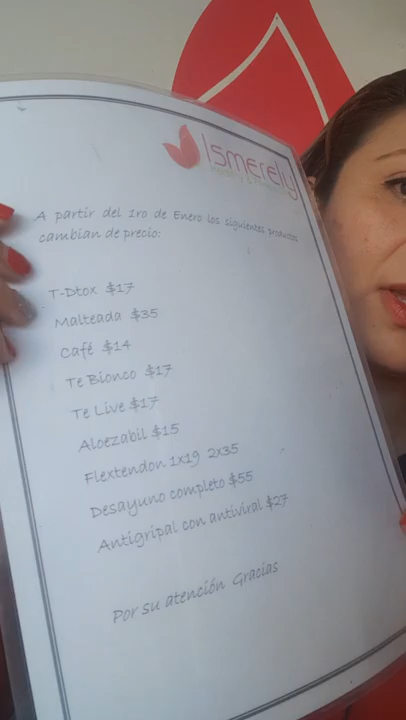 Ismerely
A partir del 1ro de Enero los siguientes productos
cambian de precio:
T-Dtox $17
Malteada $35
Café $14
Te Bionco $17
Te Live $17
Aloezabil $15
Flextendon 1x19 2x35
Desayuno completo $55
Antigripal con antiviral $27
Por su atención Gracias